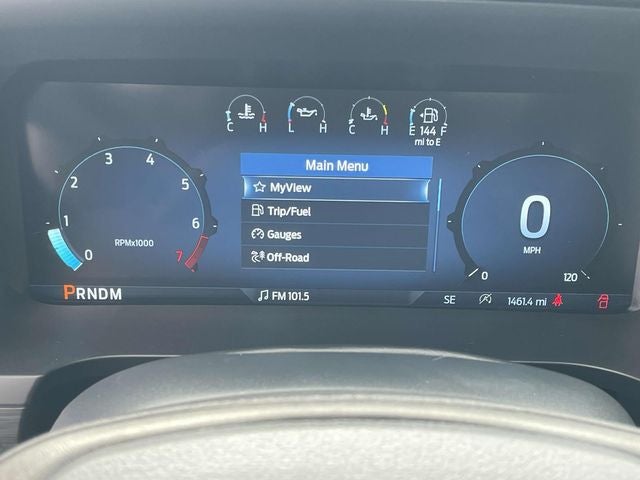 C H L H C H E 144 F
mi to E
Main Menu
MyView
Trip/Fuel
Gauges
Off-Road
0 1 2 3 4 5 6 7
RPMx1000
0
MPH
0 120
PRNDM
FM 101.5
SE 1461.4 mi